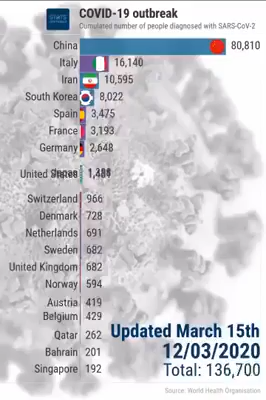 COVID-19 outbreak
Cumulated number of people diagnosed with SARS-CoV-2
China 80,810
Italy 16,140
Iran 10,595
South Korea 8,022
Spain 3,475
France 3,193
Germany 2,648
United States
Switzerland 966
Denmark 728
Netherlands 691
Sweden 682
United Kingdom 682
Norway 594
Austria 419
Belgium 429
Qatar 262
Bahrain 201
Singapore 192
Updated March 15th
12/03/2020
Total: 136,700
Source: World Health Organisation